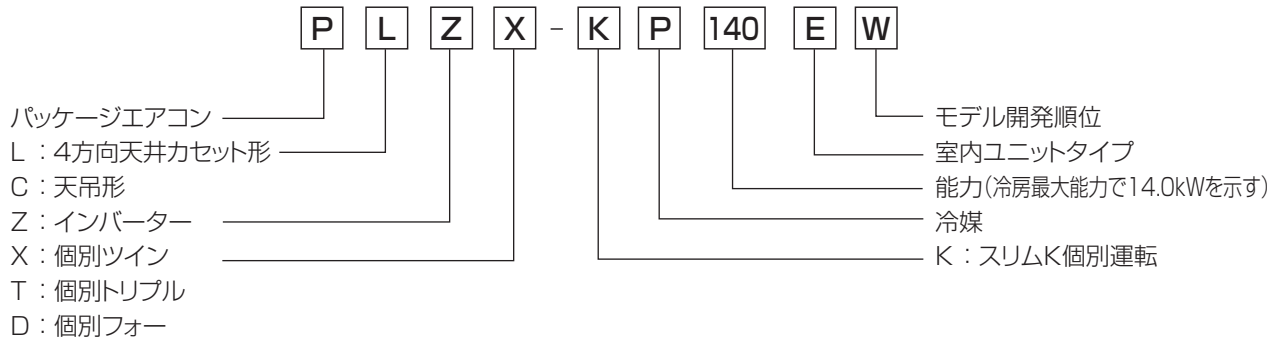 PLZX-KP140EW
パッケージエアコン
L：4方向天井カセット形
C：天吊形
Z：インバーター
X：個別ツイン
T：個別トリプル
D：個別フォー
モデル開発順位
室内ユニットタイプ
能力(冷房最大能力で14.0kWを示す)
冷媒
K：スリムK個別運転